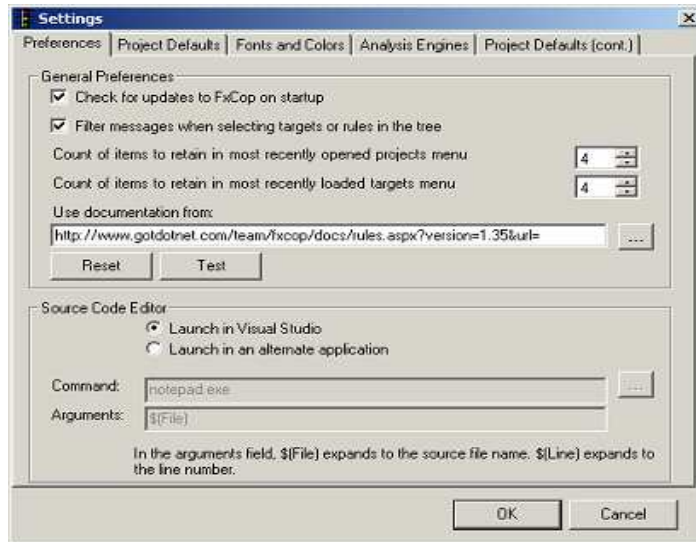 Settings
Preferences Project Defaults Fonts and Colors Analysis Engines Project Defaults (cont.)
General Preferences
Check for updates to FxCop on startup
Filter messages when selecting targets or rules in the tree
Count of items to retain in most recently opened projects menu 4
Count of items to retain in most recently loaded targets menu 4
Use documentation from:
http://www.gotdotnet.com/team/fxcop/docs/rules.aspx?version=1.35&url= ...
Reset Test
Source Code Editor
Launch in Visual Studio
Launch in an alternate application
Command: notepad.exe ...
Arguments: $(File)
In the arguments field, $(File) expands to the source file name. $(Line) expands to
the line number.
OK Cancel